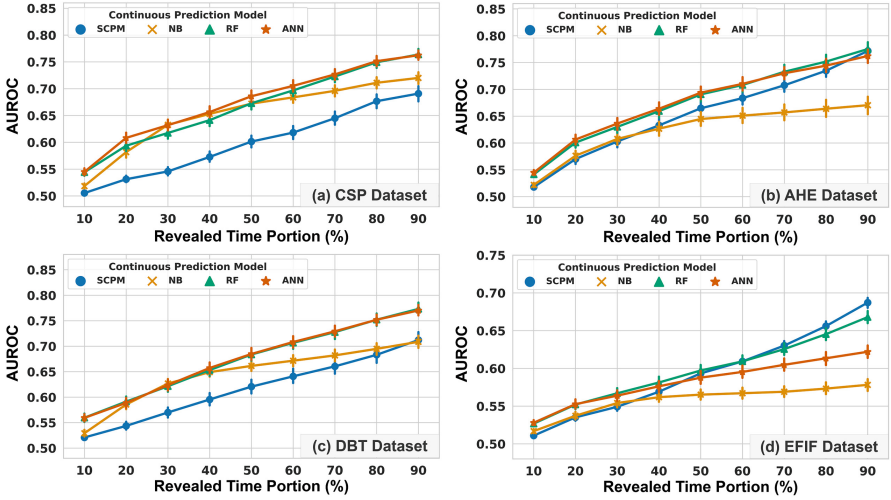 Continuous Prediction Model
SCPM NB RF ANN
0.85
0.80
0.75
0.70
0.65
0.60
0.55
0.50
AUROC
(a) CSP Dataset
10 20 30 40 50 60 70 80 90
Revealed Time Portion (%)
Continuous Prediction Model
SCPM NB RF ANN
0.85
0.80
0.75
0.70
0.65
0.60
0.55
0.50
AUROC
(b) AHE Dataset
10 20 30 40 50 60 70 80 90
Revealed Time Portion (%)
Continuous Prediction Model
SCPM NB RF ANN
0.85
0.80
0.75
0.70
0.65
0.60
0.55
0.50
AUROC
(c) DBT Dataset
10 20 30 40 50 60 70 80 90
Revealed Time Portion (%)
Continuous Prediction Model
SCPM NB RF ANN
0.75
0.70
0.65
0.60
0.55
0.50
AUROC
(d) EFIF Dataset
10 20 30 40 50 60 70 80 90
Revealed Time Portion (%)